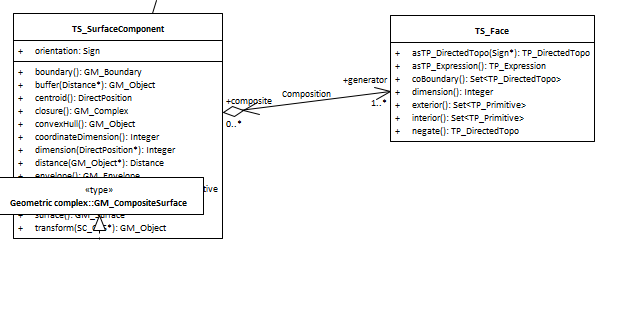 TS_SurfaceComponent
+ orientation: Sign
+ boundary(): GM_Boundary
+ buffer(Distance*): GM_Object
+ centroid(): DirectPosition
+ closure(): GM_Complex
+ convexHull(): GM_Object
+ coordinateDimension(): Integer
+ dimension(DirectPosition*): Integer
+ distance(GM_Object*): Distance
+ envelope(): GM_Envelope
«type»
Geometric complex::GM_CompositeSurface
+ surface(): GM_Surface
+ transform(SC_ *): GM_Object
+composite
0..*
Composition
+generator
1..*
TS_Face
+ asTP_DirectedTopo(Sign*): TP_DirectedTopo
+ asTP_Expression(): TP_Expression
+ coBoundary(): Set<TP_DirectedTopo>
+ dimension(): Integer
+ exterior(): Set<TP_Primitive>
+ interior(): Set<TP_Primitive>
+ negate(): TP_DirectedTopo